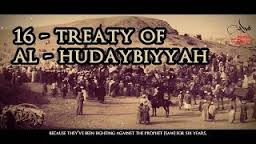 16 - TREATY OF
AL - HUDAYBIYYAH
BECAUSE THEY'VE BEEN FIGHTING AGAINST THE PROPHET (SAW) FOR SIX YEARS,